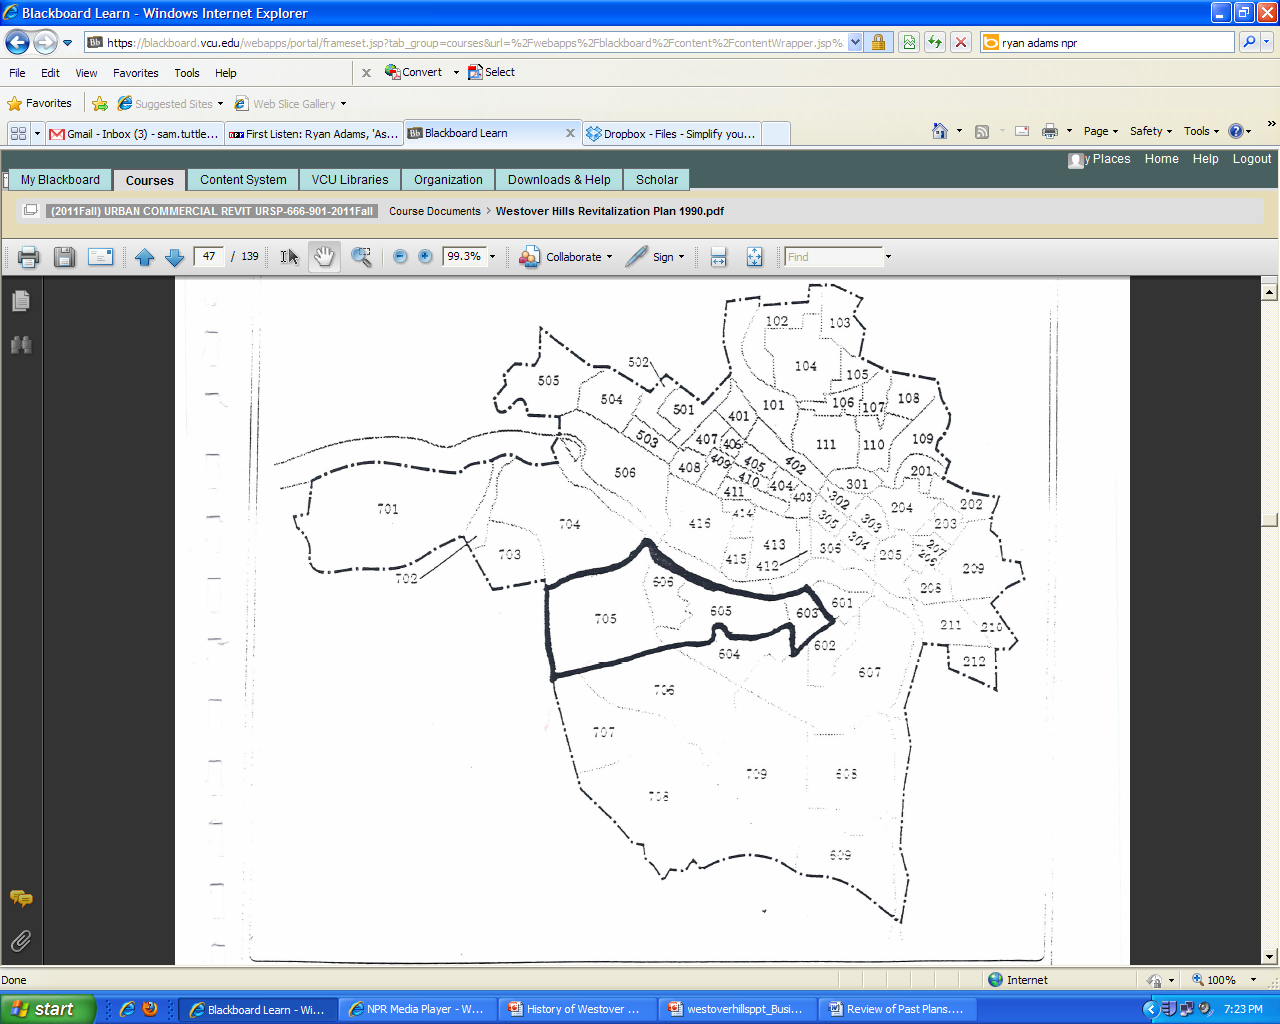 Blackboard Learn - Windows Internet Explorer
https://blackboard.vcu.edu/webapps/portal/frameset.jsp?tab_group=courses&url=%2Fwebapps%2Fblackboard%2Fcontent%2FcontentWrapper.jsp%
ryan adams npr
File Edit View Favorites Tools Help
Convert
Select
Favorites
Suggested Sites
Web Slice Gallery
Gmail - Inbox (3) - sam.tuttle...
First Listen: Ryan Adams, 'As...
Blackboard Learn
Dropbox - Files - Simplify you...
Page Safety Tools
y Places Home Help Logout
My Blackboard Courses Content System VCU Libraries Organization Downloads & Help Scholar
(2011Fall) URBAN COMMERCIAL REVIT URSP-666-901-2011Fall Course Documents > Westover Hills Revitalization Plan 1990.pdf
47 / 139 99.3% Collaborate Sign Find
102 103
502 104
505 105
504 501 401 101 106 107 108
503 407 406 111 110 109
506 408 409 405 402 201
410 404 301
411 403 302 202
701 704 416 414 305 303 204 203
703 415 413 306 304 205 207
702 412 206 209
606 208
705 605 603 601
604 602 211 210
607 212
706
707
709 608
708
609
Done
Internet
100%
start
Blackboard Learn - Wi...
NPR Media Player - W...
History of Westover ...
westoverhillsppt_Busi...
Review of Past Plans....
7:23 PM